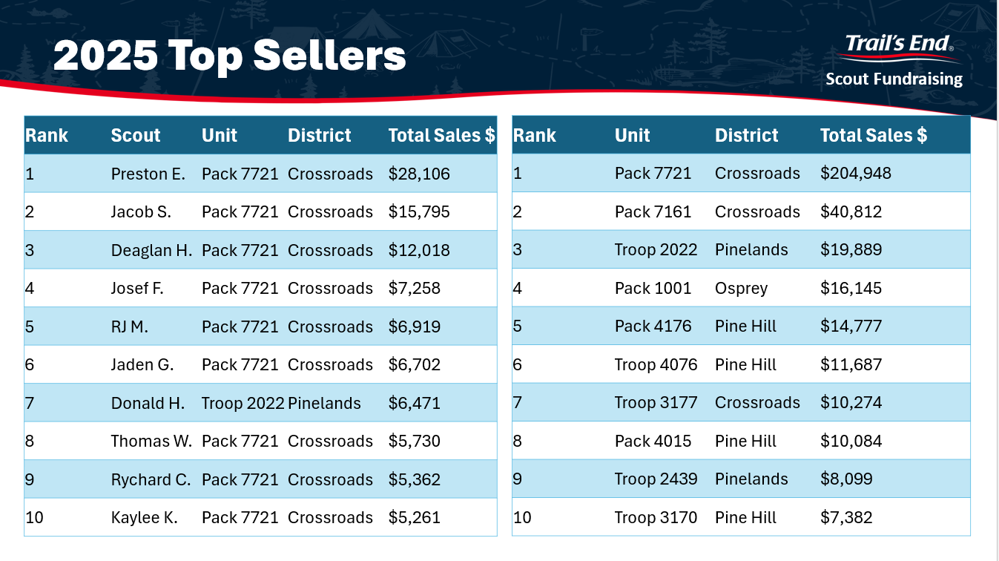 2025 Top Sellers
Trail's End®
Scout Fundraising
Rank Scout Unit District Total Sales $
1 Preston E. Pack 7721 Crossroads $28,106
2 Jacob S. Pack 7721 Crossroads $15,795
3 Deaglan H. Pack 7721 Crossroads $12,018
4 Josef F. Pack 7721 Crossroads $7,258
5 RJ M. Pack 7721 Crossroads $6,919
6 Jaden G. Pack 7721 Crossroads $6,702
7 Donald H. Troop 2022 Pinelands $6,471
8 Thomas W. Pack 7721 Crossroads $5,730
9 Rychard C. Pack 7721 Crossroads $5,362
10 Kaylee K. Pack 7721 Crossroads $5,261
Rank Unit District Total Sales $
1 Pack 7721 Crossroads $204,948
2 Pack 7161 Crossroads $40,812
3 Troop 2022 Pinelands $19,889
4 Pack 1001 Osprey $16,145
5 Pack 4176 Pine Hill $14,777
6 Troop 4076 Pine Hill $11,687
7 Troop 3177 Crossroads $10,274
8 Pack 4015 Pine Hill $10,084
9 Troop 2439 Pinelands $8,099
10 Troop 3170 Pine Hill $7,382